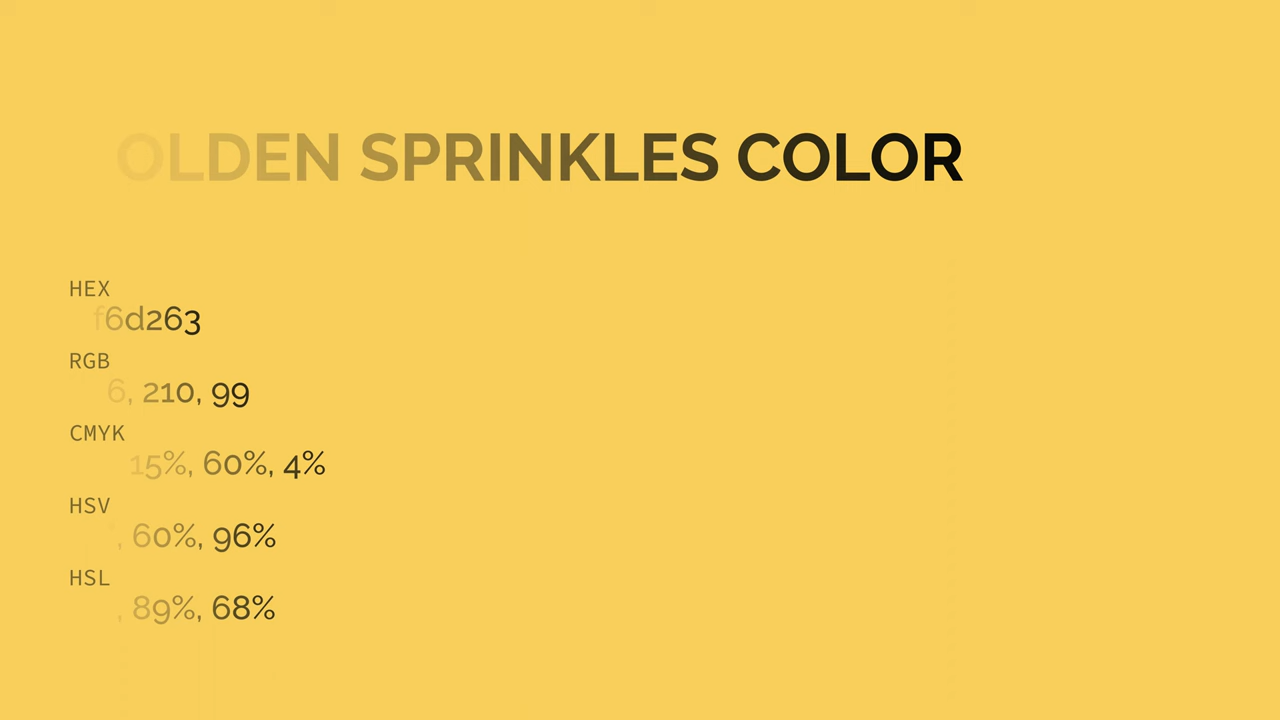 OLDEN SPRINKLES COLOR
HEX
f6d263
RGB
6, 210, 99
CMYK
15%, 60%, 4%
HSV
°, 60%, 96%
HSL
, 89%, 68%